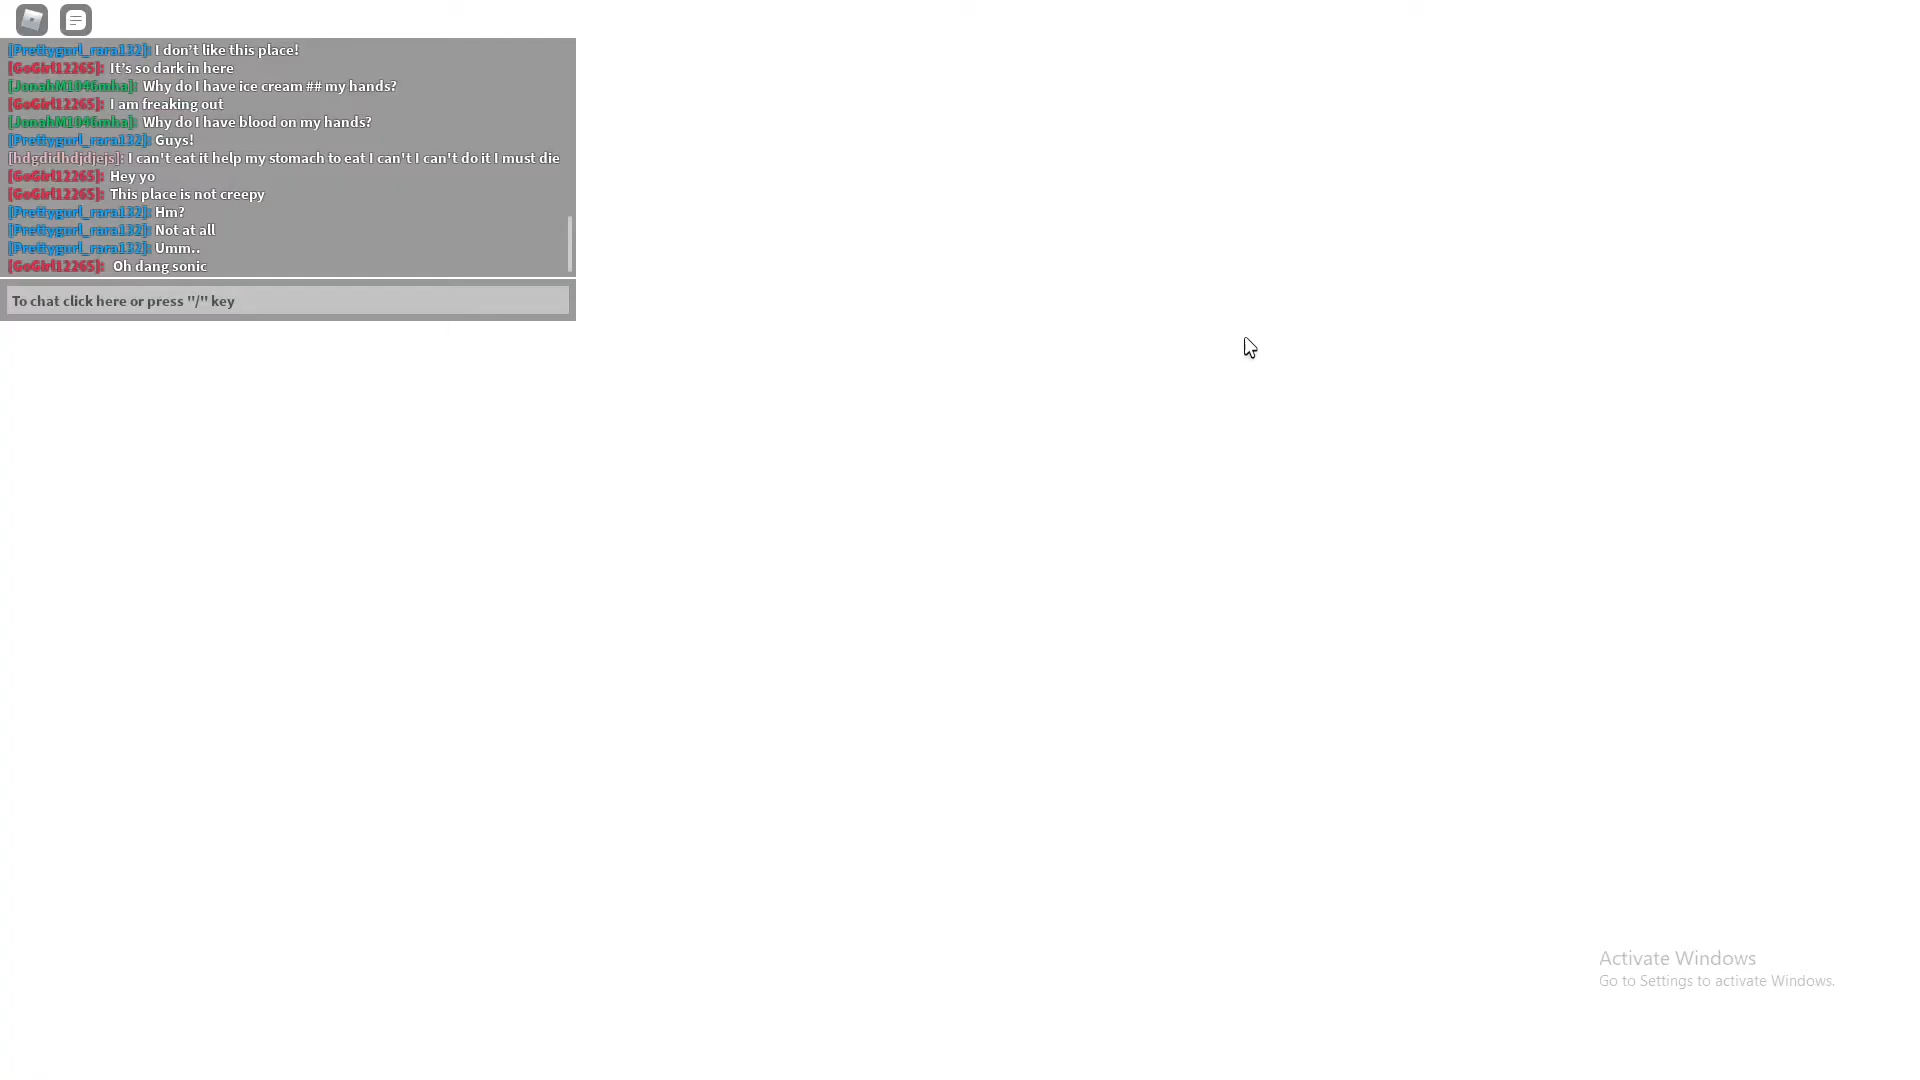 [Prettygurl_rara132]: I don't like this place!
[GoGirl12265]: It's so dark in here
[JonahM1046mha]: Why do I have ice cream ## my hands?
[GoGirl12265]: I am freaking out
[JonahM1046mha]: Why do I have blood on my hands?
[Prettygurl_rara132]: Guys!
[hdgdidhdjdjejs]: I can't eat it help my stomach to eat I can't I can't do it I must die
[GoGirl12265]: Hey yo
[GoGirl12265]: This place is not creepy
[Prettygurl_rara132]: Hm?
[Prettygurl_rara132]: Not at all
[Prettygurl_rara132]: Umm..
[GoGirl12265]: Oh dang sonic
To chat click here or press "/" key
Activate Windows
Go to Settings to activate Windows.